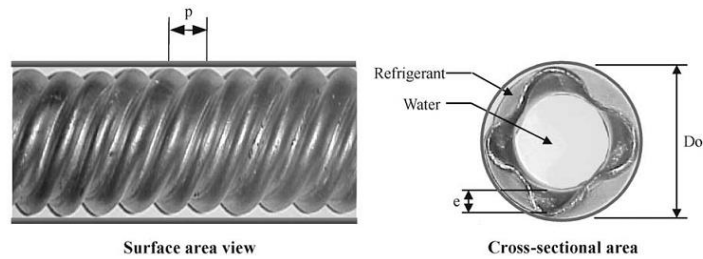 p
Refrigerant
Water
Do
e
Surface area view
Cross-sectional area